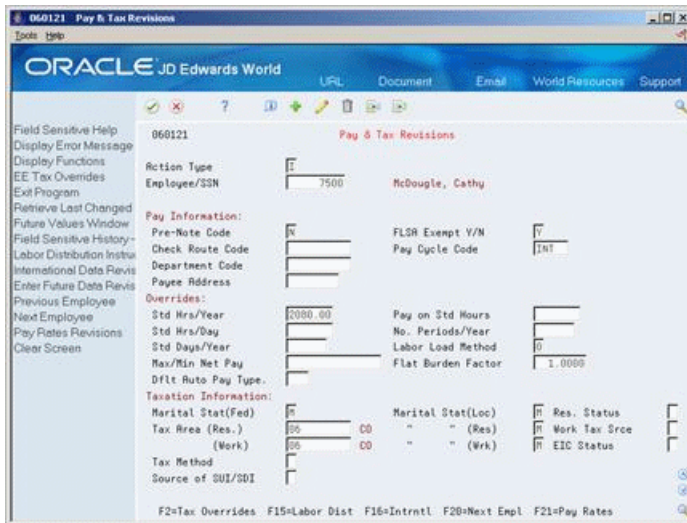 060121 Pay & Tax Revisions
Tools Help
ORACLE JD Edwards World
URL Document Email World Resources Support
Field Sensitive Help
Display Error Message
Display Functions
EE Tax Overrides
Exit Program
Retrieve Last Changed
Future Values Window
Field Sensitive History-
Labor Distribution Instru
International Data Revis
Enter Future Data Revis
Previous Employee
Next Employee
Pay Rates Revisions
Clear Screen
060121 Pay & Tax Revisions
Action Type I
Employee/SSN 7500 McDougle, Cathy
Pay Information:
Pre-Note Code N FLSA Exempt Y/N Y
Check Route Code Pay Cycle Code INT
Department Code
Payee Address
Overrides:
Std Hrs/Year 2080.00 Pay on Std Hours
Std Hrs/Day No. Periods/Year
Std Days/Year Labor Load Method 0
Max/Min Net Pay Flat Burden Factor 1.0000
Dflt Auto Pay Type.
Taxation Information:
Marital Stat(Fed) M Marital Stat(Loc) M Res. Status
Tax Area (Res.) 06 CO " " (Res) M Work Tax Srce
(Work) 06 CO " " (Wrk) M EIC Status
Tax Method
Source of SUI/SDI
F2=Tax Overrides F15=Labor Dist F16=Intrntl F20=Next Empl F21=Pay Rates